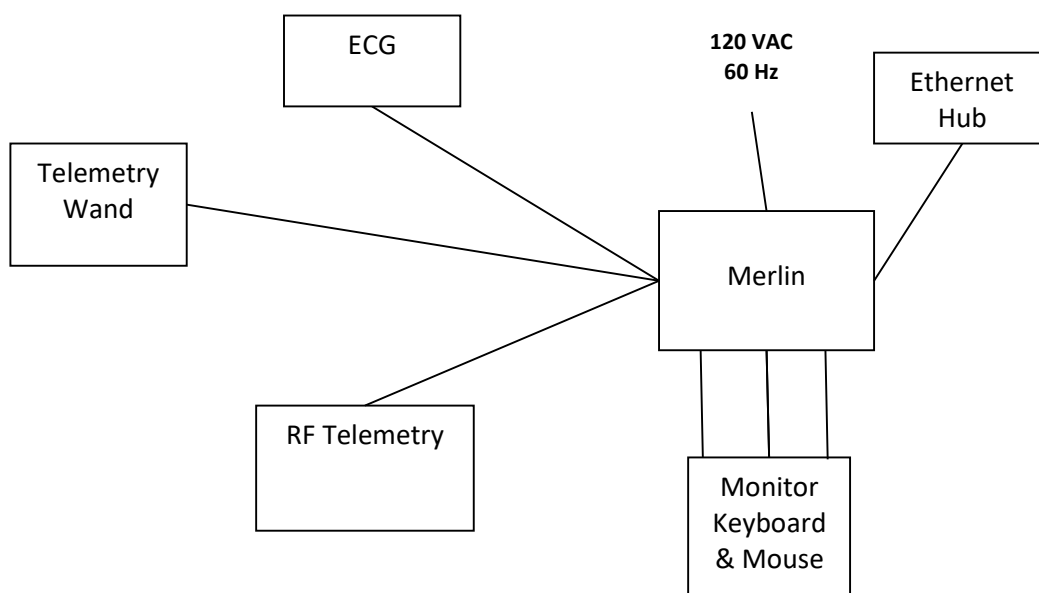 ECG
120 VAC
60 Hz
Ethernet
Hub
Telemetry
Wand
Merlin
RF Telemetry
Monitor
Keyboard
& Mouse